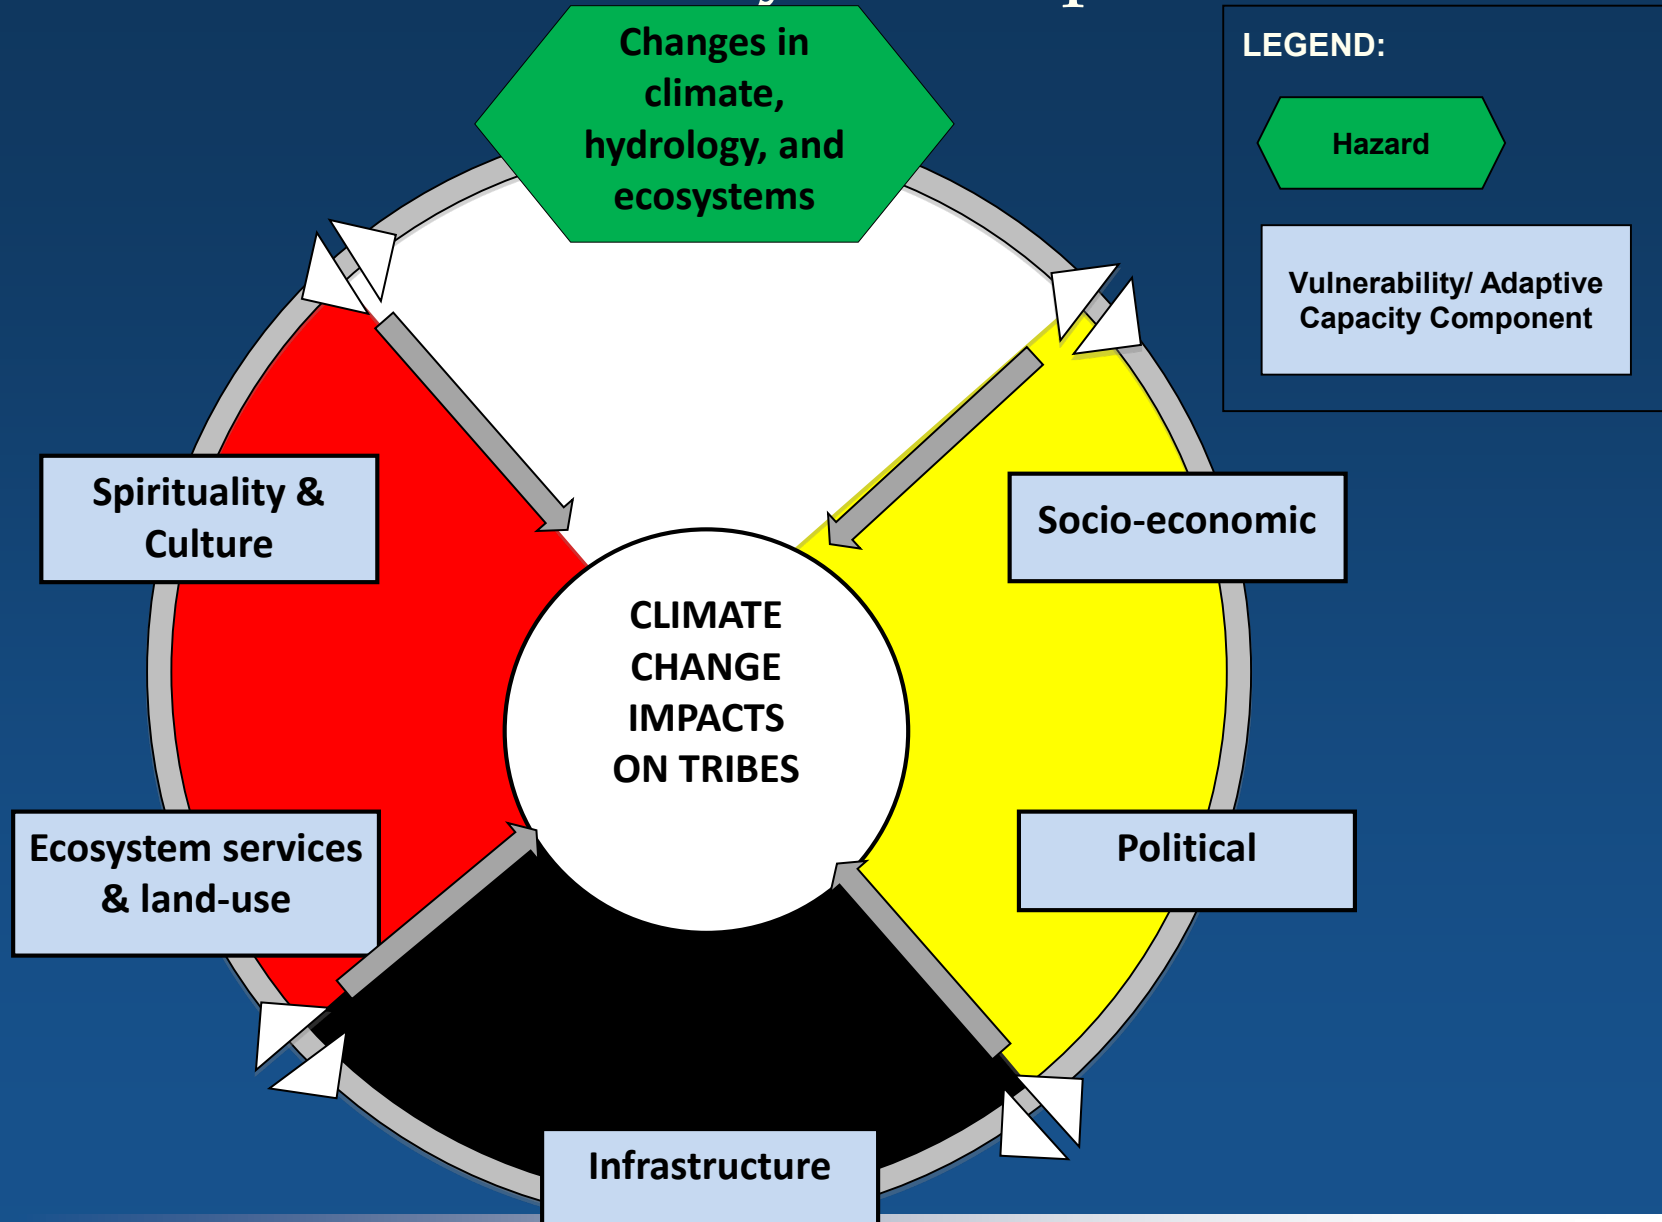 Changes in
climate,
hydrology, and
ecosystems
LEGEND:
Hazard
Vulnerability/ Adaptive
Capacity Component
Spirituality &
Culture
Socio-economic
CLIMATE
CHANGE
IMPACTS
ON TRIBES
Ecosystem services
& land-use
Political
Infrastructure